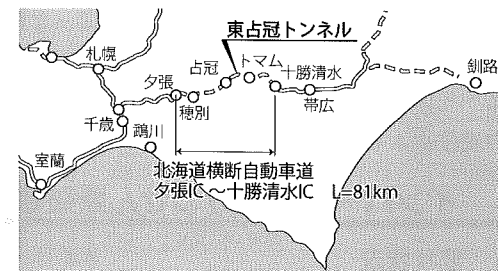 東占冠トンネル
札幌
トマム
占冠
十勝清水
釧路
夕張
穂別
帯広
千歳
鵡川
室蘭
北海道横断自動車道
夕張IC～十勝清水IC L=81km